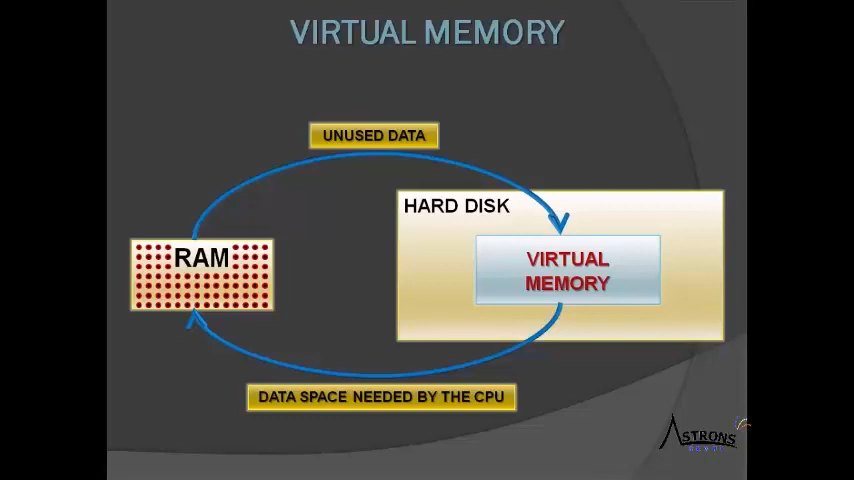 VIRTUAL MEMORY
UNUSED DATA
HARD DISK
RAM
VIRTUAL
MEMORY
DATA SPACE NEEDED BY THE CPU
ASTRONS